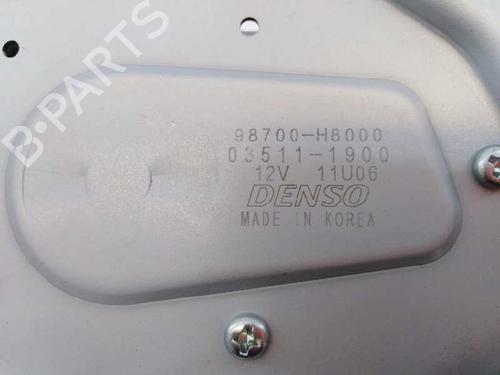 98700-H8000
03511-1900
12V 11U06
DENSO
MADE IN KOREA
B-PARTS